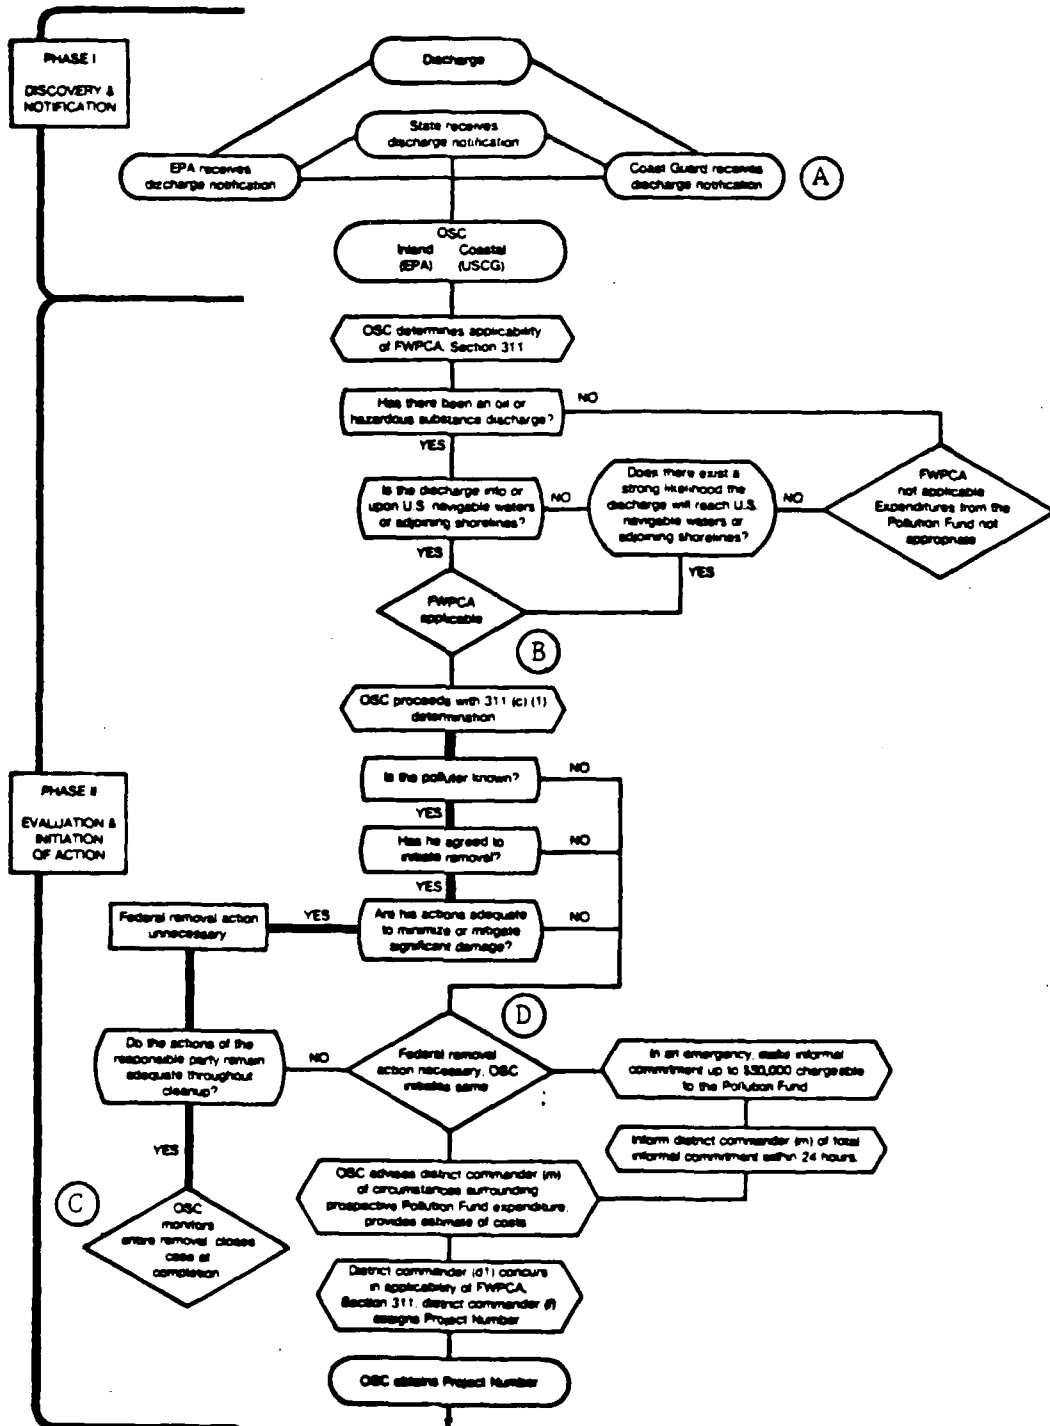 PHASE I
DISCOVERY &
NOTIFICATION
Discharge
State receives
discharge notification
EPA receives
discharge notification
Coast Guard receives
discharge notification
A
OSC
Inland Coastal
(EPA) (USCG)
OSC determines applicability
of FWPCA, Section 311
Has there been an oil or
hazardous substance discharge?
NO
YES
Is the discharge into or
upon U.S. navigable waters
or adjoining shorelines?
NO
Does there exist a
strong likelihood the
discharge will reach U.S.
navigable waters or
adjoining shorelines?
NO
FWPCA
not applicable
Expenditures from the
Pollution Fund not
appropriate
YES
YES
FWPCA
applicable
B
OSC proceeds with 311 (c) (1)
determination
PHASE II
EVALUATION &
INITIATION
OF ACTION
Is the polluter known?
NO
YES
Has he agreed to
initiate removal?
NO
YES
Are his actions adequate
to minimize or mitigate
significant damage?
NO
YES
Federal removal action
unnecessary
D
Do the actions of the
responsible party remain
adequate throughout
cleanup?
NO
Federal removal
action necessary, OSC
initiates same
In an emergency, make informal
commitment up to $30,000 chargeable
to the Pollution Fund
YES
Inform district commander (m) of total
informal commitment within 24 hours.
C
OSC
monitors
entire removal, closes
case at
completion
OSC advises district commander (m)
of circumstances surrounding
prospective Pollution Fund expenditure,
provides estimate of costs
District commander (d1) concurs
in applicability of FWPCA,
Section 311, district commander (f)
assigns Project Number
OSC obtains Project Number